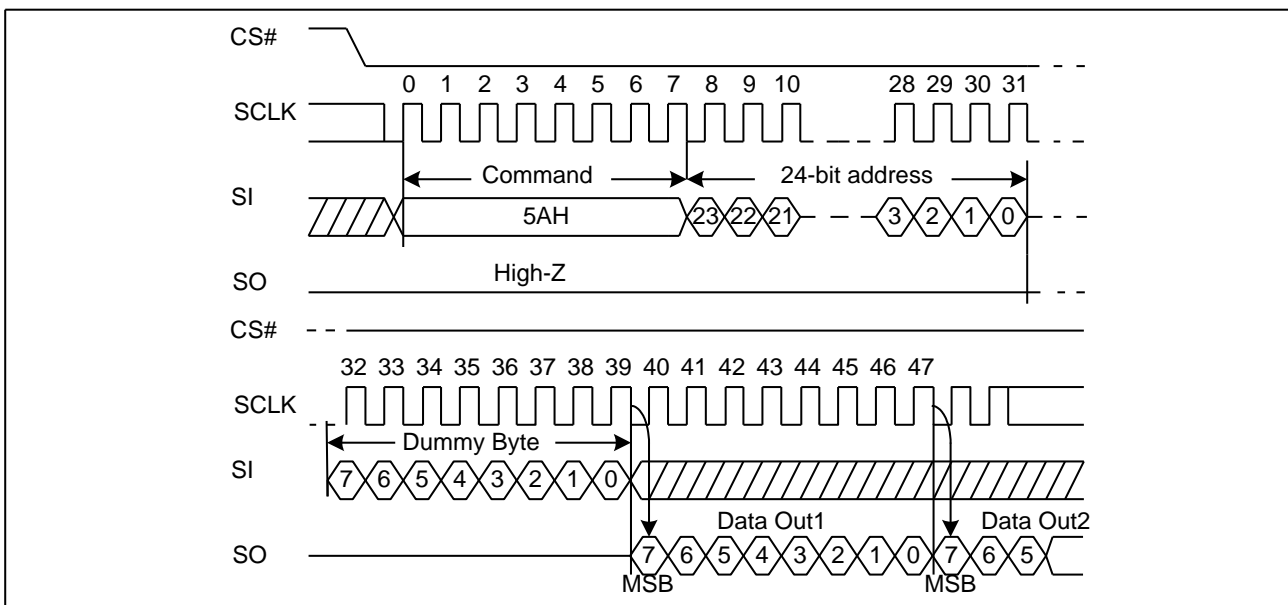 CS#
0 1 2 3 4 5 6 7 8 9 10 28 29 30 31
SCLK
Command 24-bit address
SI
5AH 23 22 21 3 2 1 0
High-Z
SO
CS#
32 33 34 35 36 37 38 39 40 41 42 43 44 45 46 47
SCLK
Dummy Byte
SI
7 6 5 4 3 2 1 0
Data Out1 Data Out2
SO
7 6 5 4 3 2 1 0 7 6 5
MSB MSB